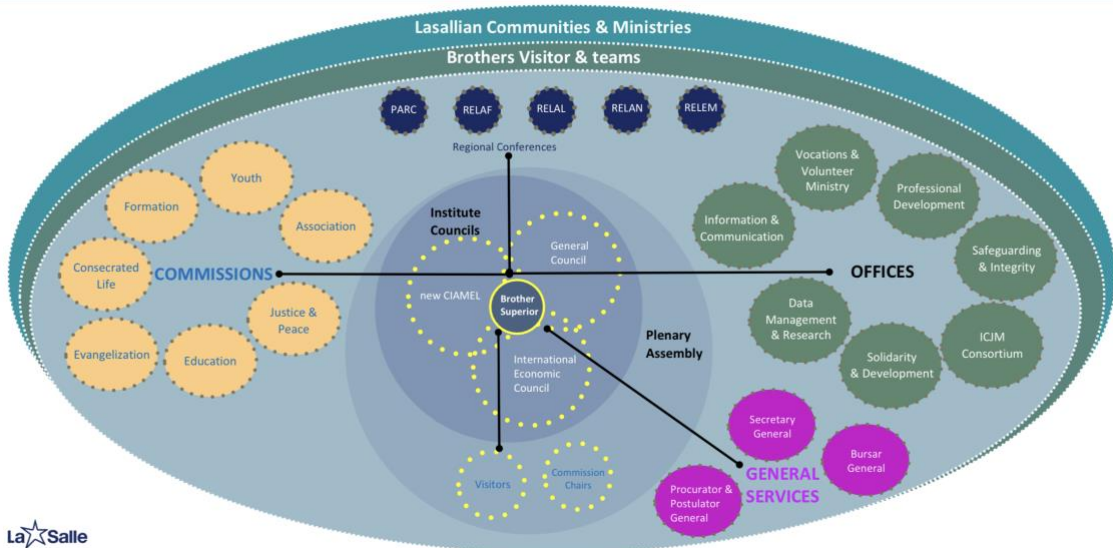 Lasallian Communities & Ministries
Brothers Visitor & teams
PARC
RELAF
RELAL
RELAN
RELEM
Regional Conferences
Youth
Formation
Association
Consecrated
Life
COMMISSIONS
Justice &
Peace
Evangelization
Education
Institute
Councils
General
Council
new CIAMEL
Brother
Superior
International
Economic
Council
Plenary
Assembly
Visitors
Commission
Chairs
Vocations &
Volunteer
Ministry
Professional
Development
Information &
Communication
Safeguarding
& Integrity
OFFICES
Data
Management
& Research
ICJM
Consortium
Solidarity
& Development
Secretary
General
Bursar
General
GENERAL
SERVICES
Procurator &
Postulator
General
La Salle